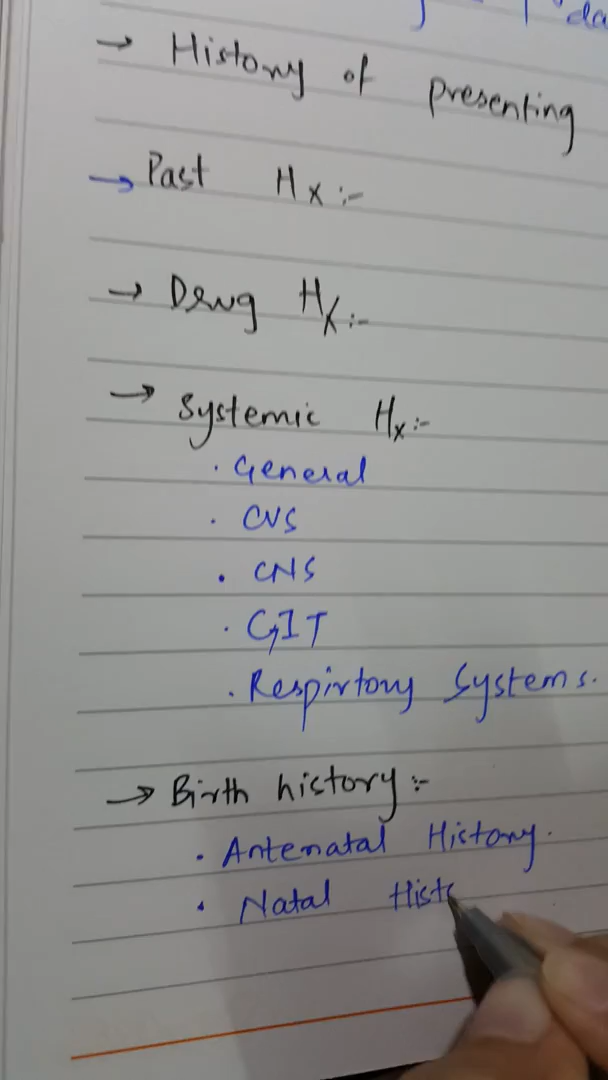 → History of presenting
→ Past Hx:-
→ Drug Hx:-
→ Systemic Hx:-
. General
. CVS
. CNS
. GIT
. Respirtory Systems.
→ Birth history:-
. Antenatal History.
. Natal Histo